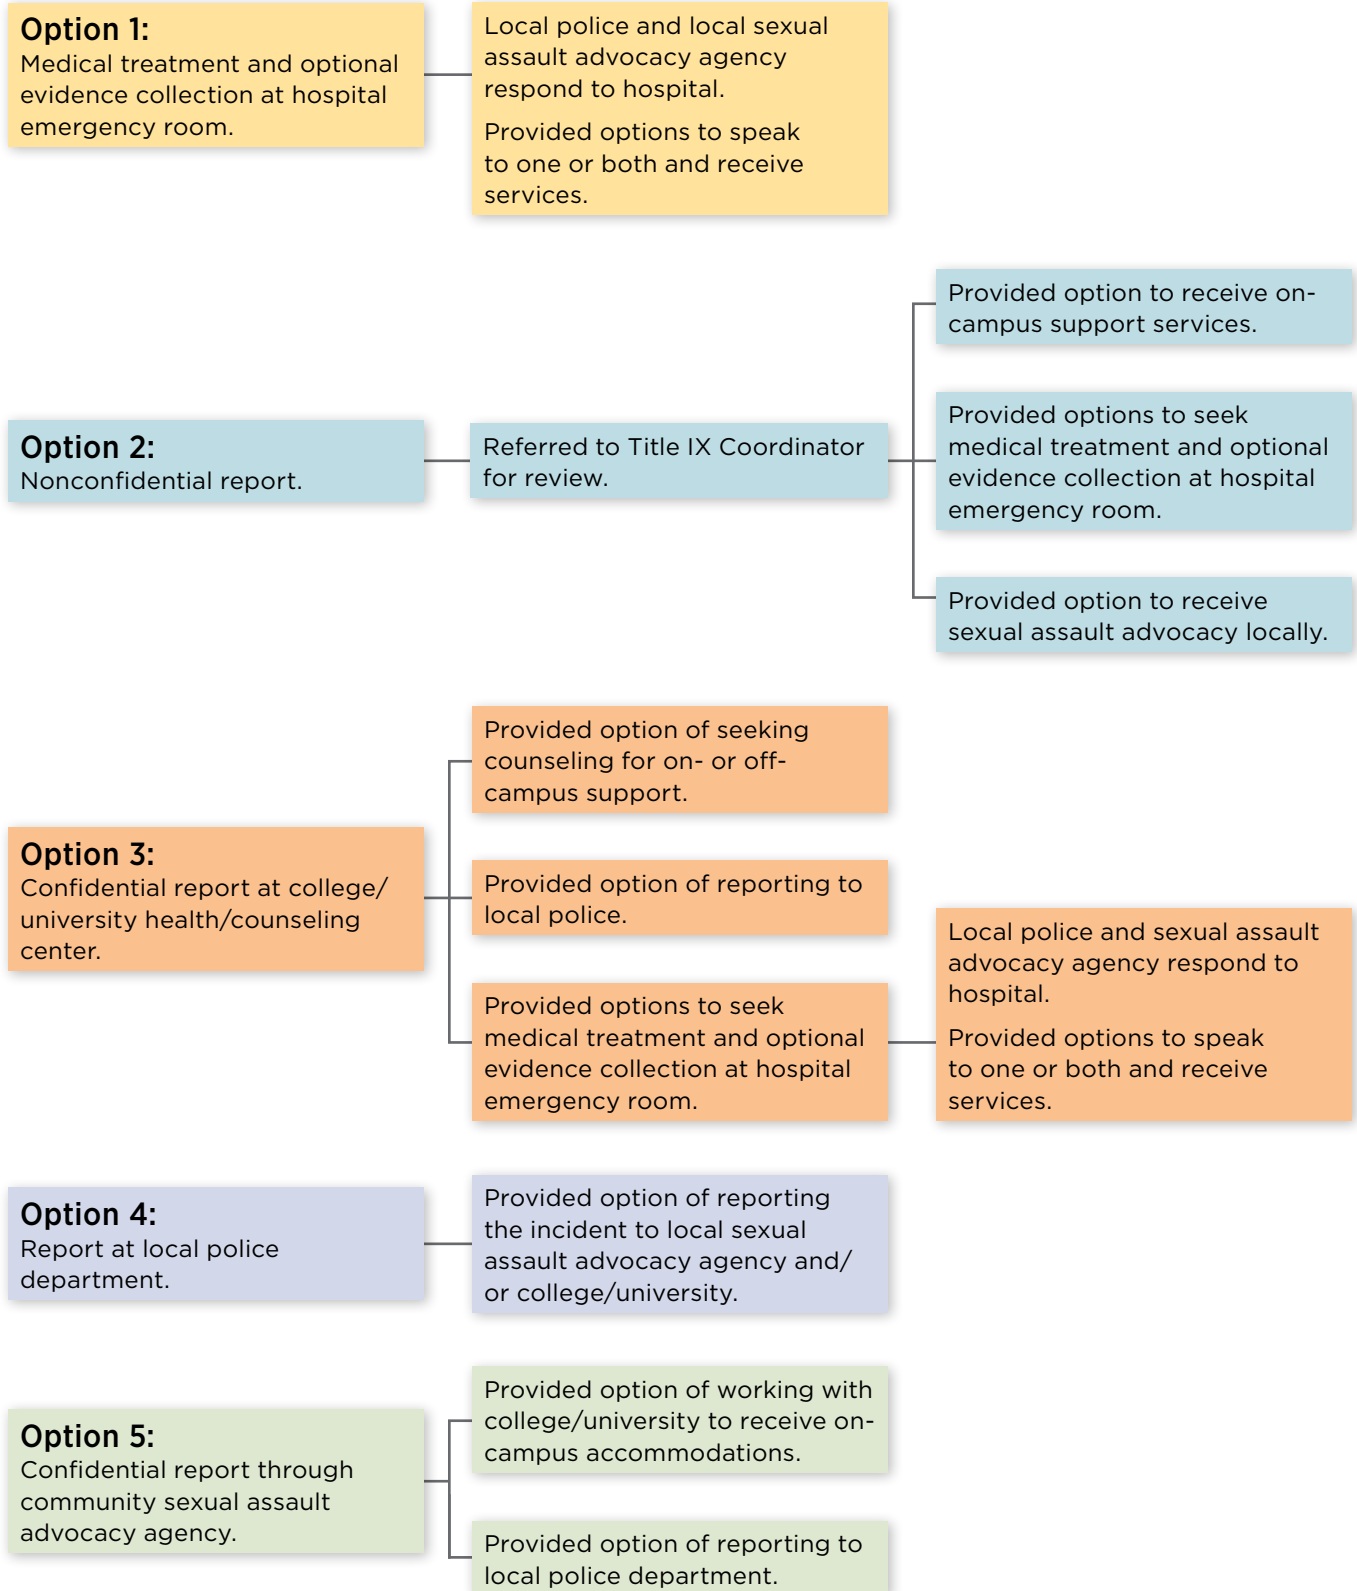 Option 1:
Medical treatment and optional
evidence collection at hospital
emergency room.
Local police and local sexual
assault advocacy agency
respond to hospital.
Provided options to speak
to one or both and receive
services.
Option 2:
Nonconfidential report.
Referred to Title IX Coordinator
for review.
Provided option to receive on-
campus support services.
Provided options to seek
medical treatment and optional
evidence collection at hospital
emergency room.
Provided option to receive
sexual assault advocacy locally.
Option 3:
Confidential report at college/
university health/counseling
center.
Provided option of seeking
counseling for on- or off-
campus support.
Provided option of reporting to
local police.
Provided options to seek
medical treatment and optional
evidence collection at hospital
emergency room.
Local police and sexual assault
advocacy agency respond to
hospital.
Provided options to speak
to one or both and receive
services.
Option 4:
Report at local police
department.
Provided option of reporting
the incident to local sexual
assault advocacy agency and/
or college/university.
Option 5:
Confidential report through
community sexual assault
advocacy agency.
Provided option of working with
college/university to receive on-
campus accommodations.
Provided option of reporting to
local police department.